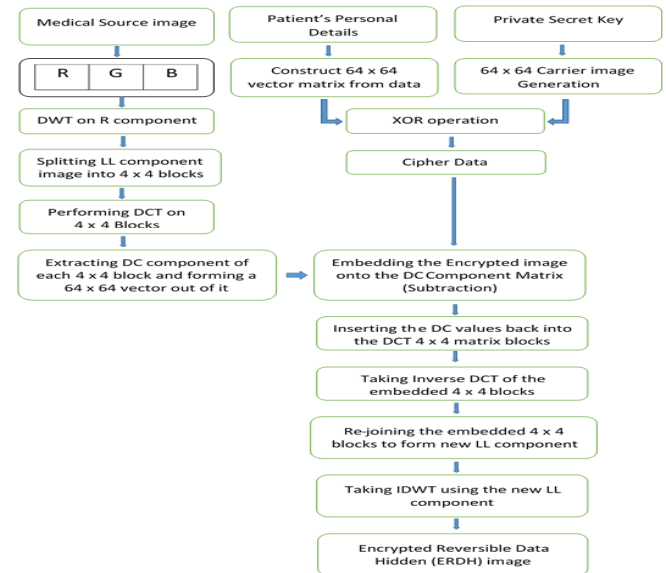 Medical Source image
R G B
DWT on R component
Splitting LL component
image into 4 x 4 blocks
Performing DCT on
4 x 4 Blocks
Extracting DC component of
each 4 x 4 block and forming a
64 x 64 vector out of it
Patient's Personal
Details
Construct 64 x 64
vector matrix from data
Private Secret Key
64 x 64 Carrier image
Generation
XOR operation
Cipher Data
Embedding the Encrypted image
onto the DC Component Matrix
(Subtraction)
Inserting the DC values back into
the DCT 4 x 4 matrix blocks
Taking Inverse DCT of the
embedded 4 x 4 blocks
Re-joining the embedded 4 x 4
blocks to form new LL component
Taking IDWT using the new LL
component
Encrypted Reversible Data
Hidden (ERDH) image